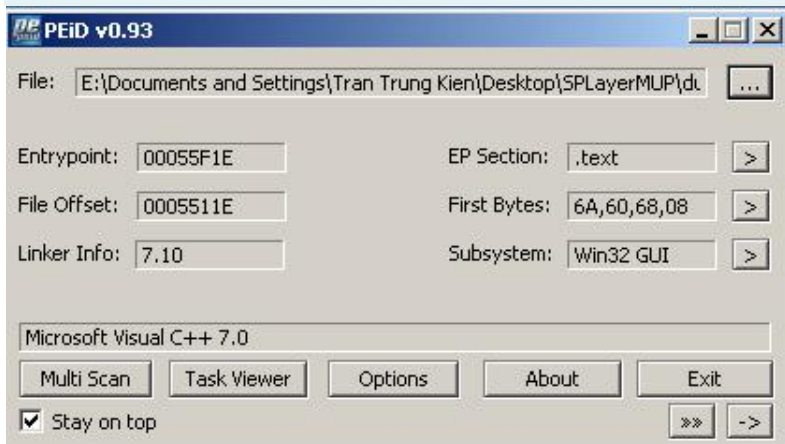 PEiD v0.93
File: E:\Documents and Settings\Tran Trung Kien\Desktop\SPLayerMUP\du ...
Entrypoint: 00055F1E EP Section: .text >
File Offset: 0005511E First Bytes: 6A,60,68,08 >
Linker Info: 7.10 Subsystem: Win32 GUI >
Microsoft Visual C++ 7.0
Multi Scan Task Viewer Options About Exit
Stay on top »» ->